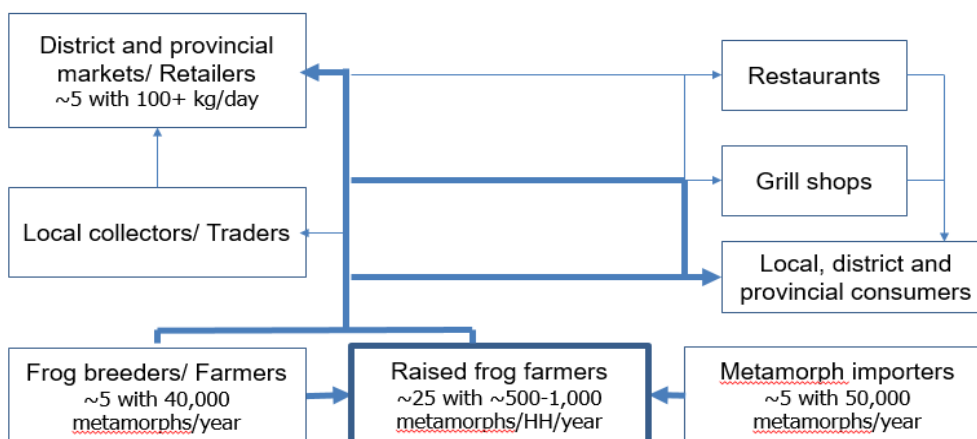 District and provincial
markets/ Retailers
~5 with 100+ kg/day
Restaurants
Grill shops
Local collectors/ Traders
Local, district and
provincial consumers
Frog breeders/ Farmers
~5 with 40,000
metamorphs/year
Raised frog farmers
~25 with ~500-1,000
metamorphs/HH/year
Metamorph importers
~5 with 50,000
metamorphs/year